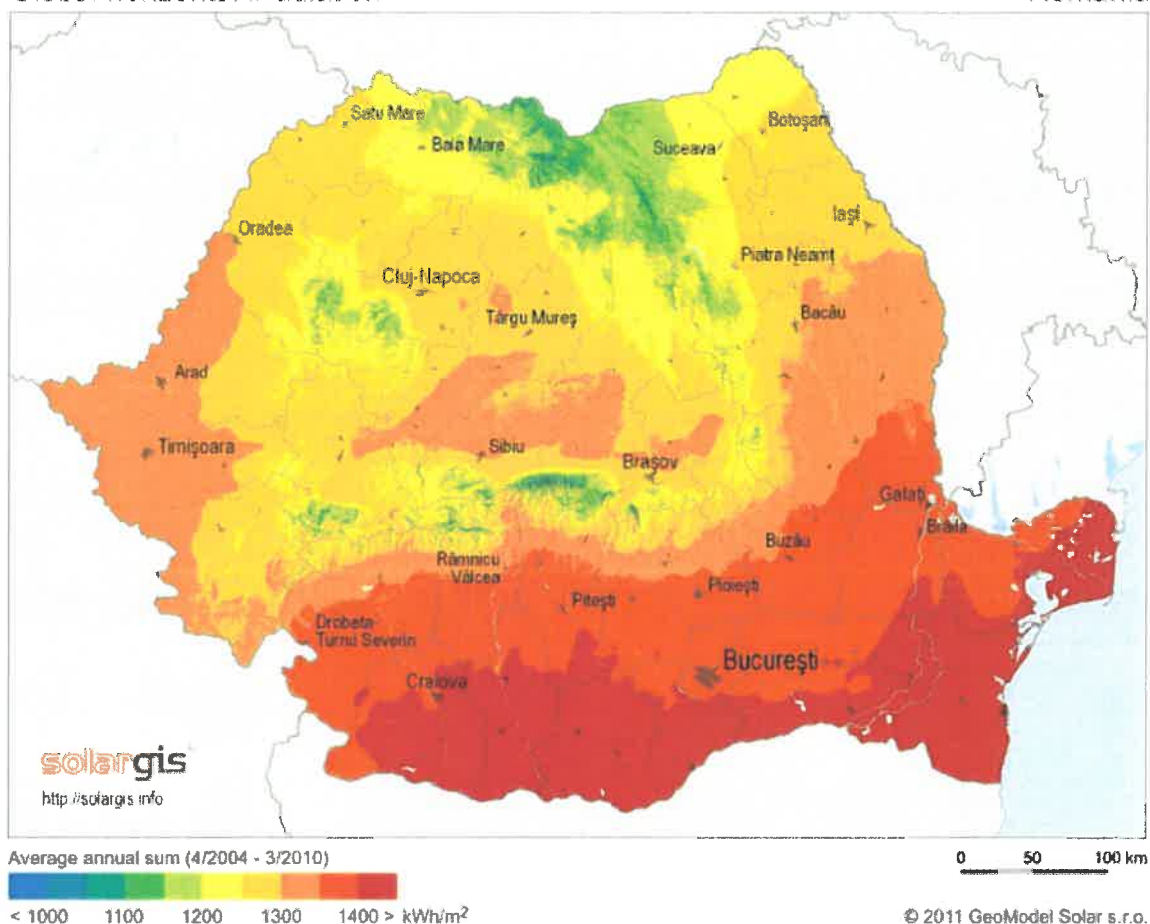 Satu Mare
Baia Mare
Botoşani
Suceava
Iaşi
Oradea
Piatra Neamţ
Cluj-Napoca
Târgu Mureş
Bacău
Arad
Timişoara
Sibiu
Braşov
Galaţi
Brăila
Buzău
Râmnicu
Vâlcea
Ploieşti
Piteşti
Drobeta-
Turnu Severin
Bucureşti
Craiova
solargis
http://solargis.info
Average annual sum (4/2004 - 3/2010)
0 50 100 km
< 1000 1100 1200 1300 1400 > kWh/m²
© 2011 GeoModel Solar s.r.o.